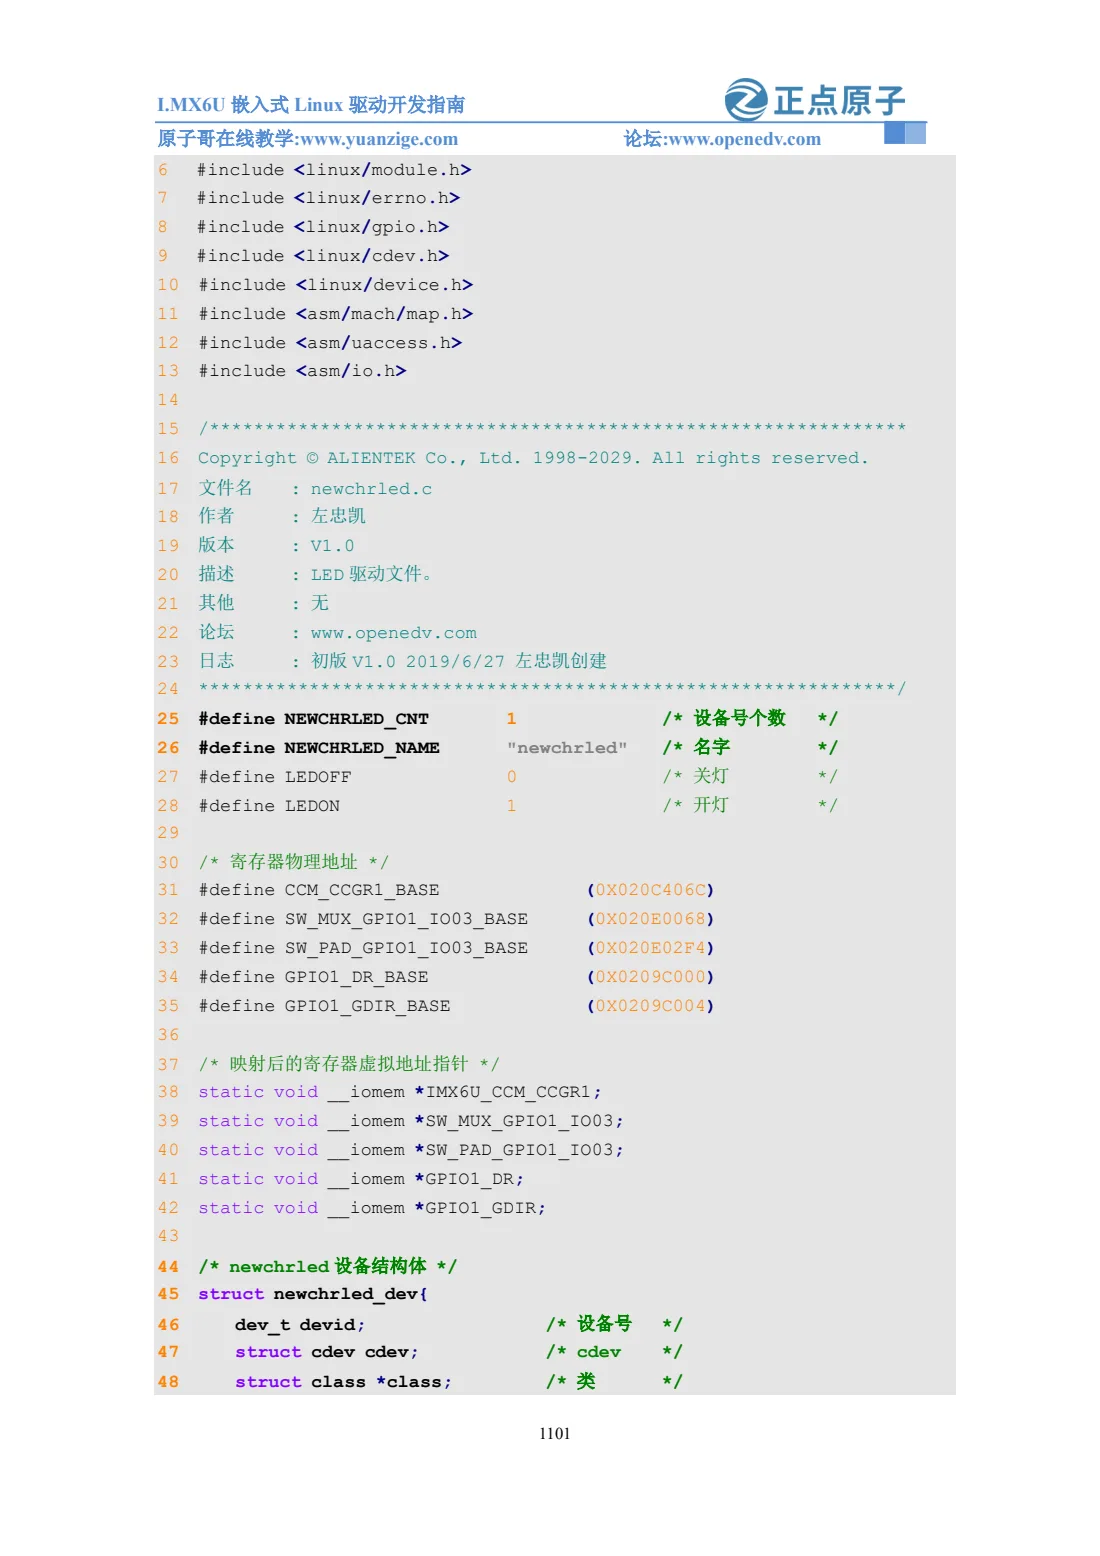 I.MX6U 嵌入式 Linux 驱动开发指南
正点原子
原子哥在线教学:www.yuanzige.com 论坛:www.openedv.com
6 #include <linux/module.h>
7 #include <linux/errno.h>
8 #include <linux/gpio.h>
9 #include <linux/cdev.h>
10 #include <linux/device.h>
11 #include <asm/mach/map.h>
12 #include <asm/uaccess.h>
13 #include <asm/io.h>
14
15 /***************************************************************
16 Copyright © ALIENTEK Co., Ltd. 1998-2029. All rights reserved.
17 文件名 : newchrled.c
18 作者 : 左忠凯
19 版本 : V1.0
20 描述 : LED 驱动文件。
21 其他 : 无
22 论坛 : www.openedv.com
23 日志 : 初版 V1.0 2019/6/27 左忠凯创建
24 ***************************************************************/
25 #define NEWCHRLED_CNT 1 /* 设备号个数 */
26 #define NEWCHRLED_NAME "newchrled" /* 名字 */
27 #define LEDOFF 0 /* 关灯 */
28 #define LEDON 1 /* 开灯 */
29
30 /* 寄存器物理地址 */
31 #define CCM_CCGR1_BASE (0X020C406C)
32 #define SW_MUX_GPIO1_IO03_BASE (0X020E0068)
33 #define SW_PAD_GPIO1_IO03_BASE (0X020E02F4)
34 #define GPIO1_DR_BASE (0X0209C000)
35 #define GPIO1_GDIR_BASE (0X0209C004)
36
37 /* 映射后的寄存器虚拟地址指针 */
38 static void __iomem *IMX6U_CCM_CCGR1;
39 static void __iomem *SW_MUX_GPIO1_IO03;
40 static void __iomem *SW_PAD_GPIO1_IO03;
41 static void __iomem *GPIO1_DR;
42 static void __iomem *GPIO1_GDIR;
43
44 /* newchrled 设备结构体 */
45 struct newchrled_dev{
46 dev_t devid; /* 设备号 */
47 struct cdev cdev; /* cdev */
48 struct class *class; /* 类 */
1101